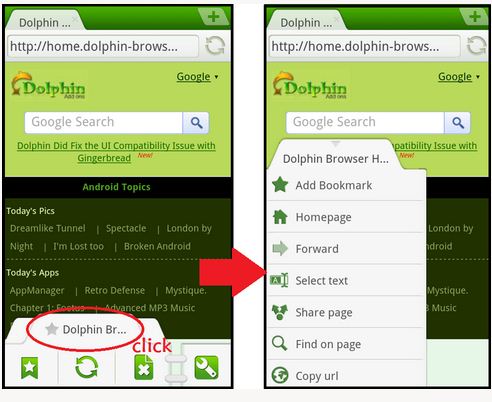 Dolphin ...
http://home.dolphin-brows...
Dolphin
Add ons
Google
Google Search
Dolphin Did Fix the UI Compatibility Issue with
Gingerbread New!
Android Topics
Today's Pics
Dreamlike Tunnel | Spectacle | London by
Night | I'm Lost too | Broken Android
Today's Apps
AppManager | Retro Defense | Mystique.
Chapter 1: Foetus | Advanced MP3 Music
Dolphin Br...
click
Dolphin ...
http://home.dolphin-brows...
Dolphin
Add ons
Google
Google Search
Dolphin Did Fix the UI Compatibility Issue with
New!
Dolphin Browser H...
Add Bookmark
Homepage
Forward
Select text
Share page
Find on page
Copy url
London by
Android
Mystique.
MP3 Music